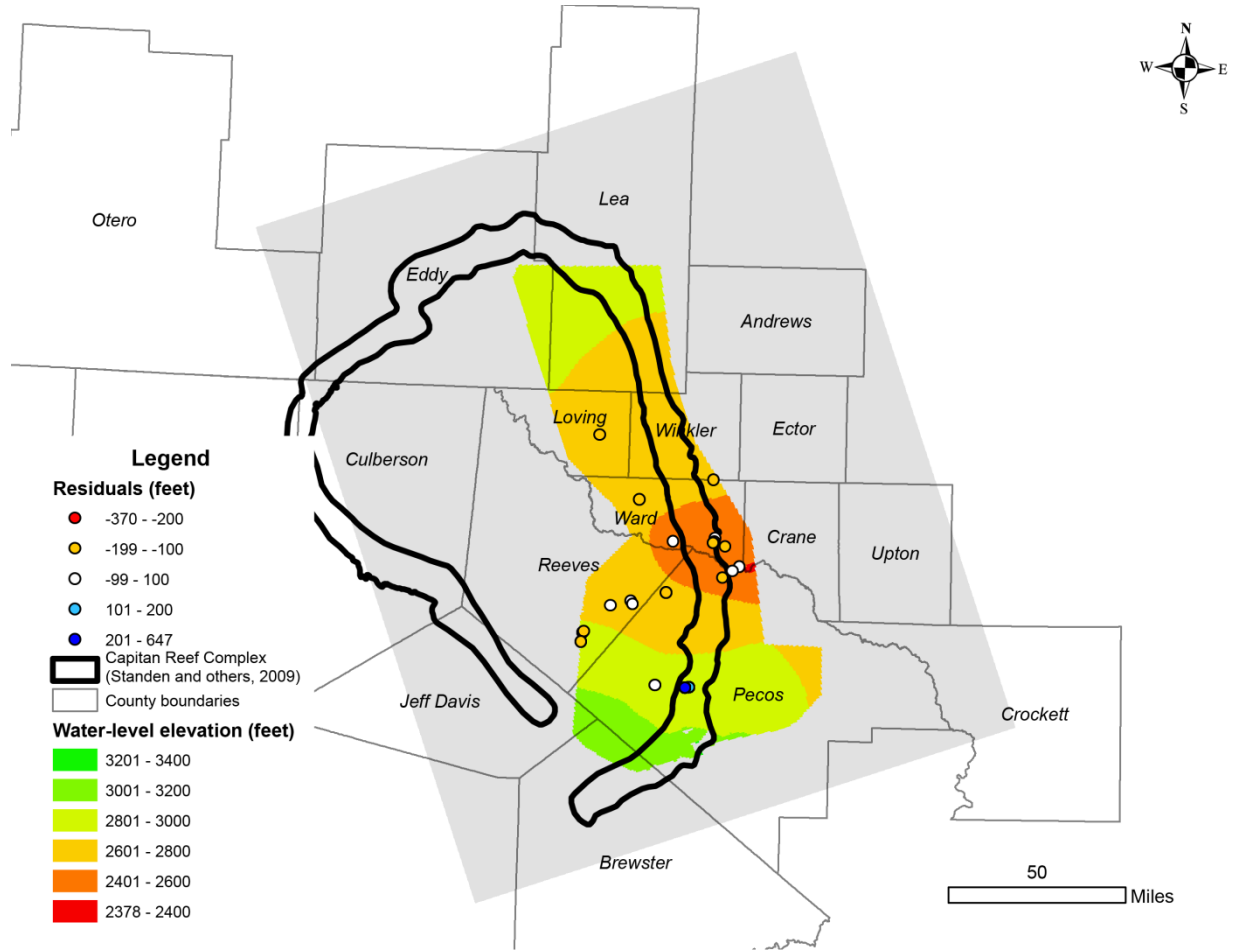 N
W E
S
Lea
Otero
Eddy
Andrews
Loving
Winkler
Ector
Culberson
Ward
Crane
Upton
Reeves
Jeff Davis
Pecos
Crockett
Brewster
Legend
Residuals (feet)
-370 - -200
-199 - -100
-99 - 100
101 - 200
201 - 647
Capitan Reef Complex
(Standen and others, 2009)
County boundaries
Water-level elevation (feet)
3201 - 3400
3001 - 3200
2801 - 3000
2601 - 2800
2401 - 2600
2378 - 2400
50
Miles